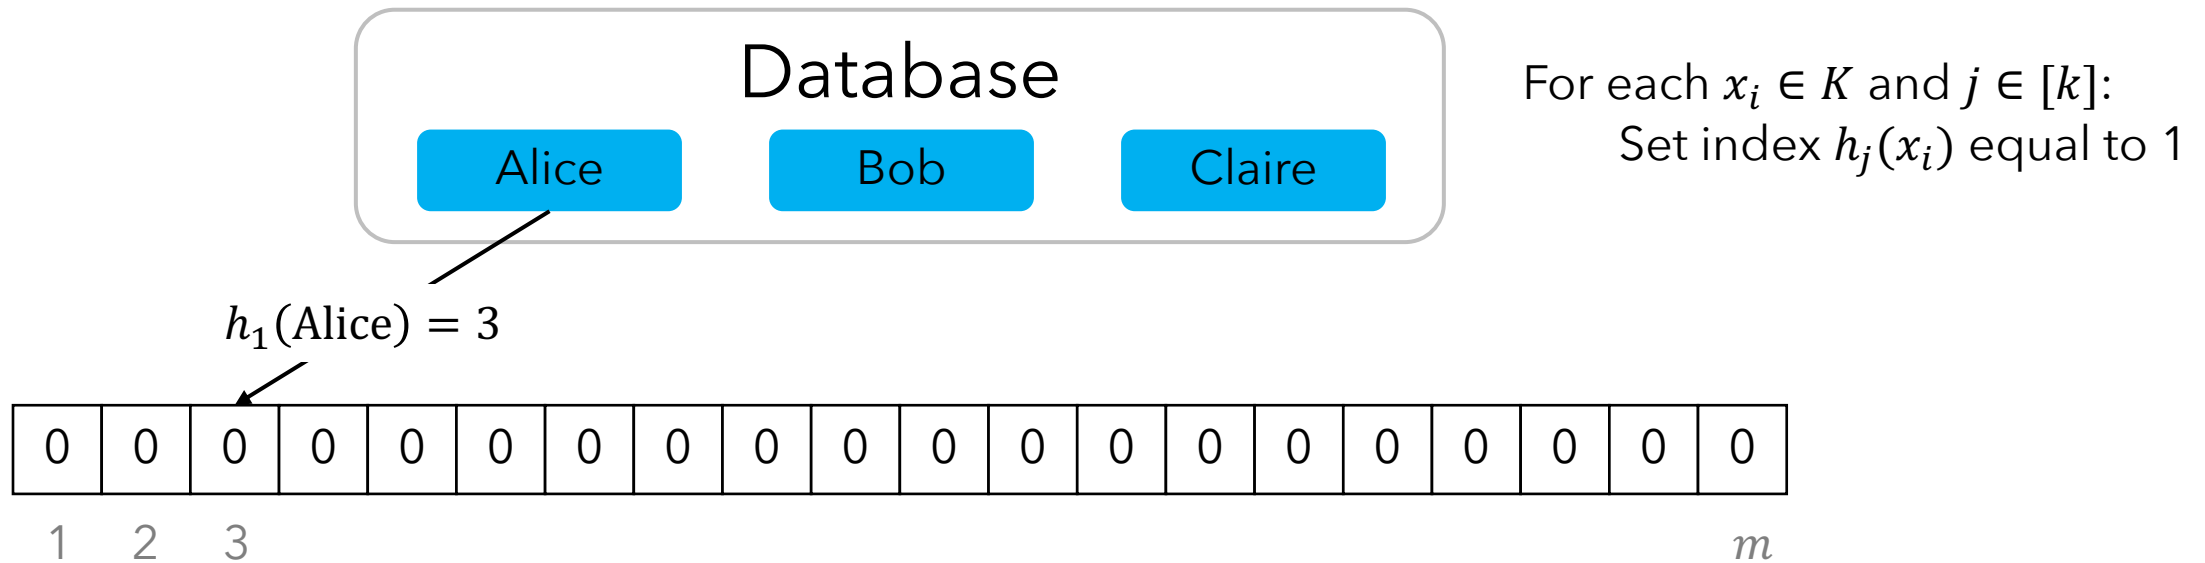 Database
Alice Bob Claire
For each xᵢ ∈ K and j ∈ [k]:
Set index hⱼ(xᵢ) equal to 1
h₁(Alice) = 3
0 0 0 0 0 0 0 0 0 0 0 0 0 0 0 0 0 0 0 0
1 2 3 m